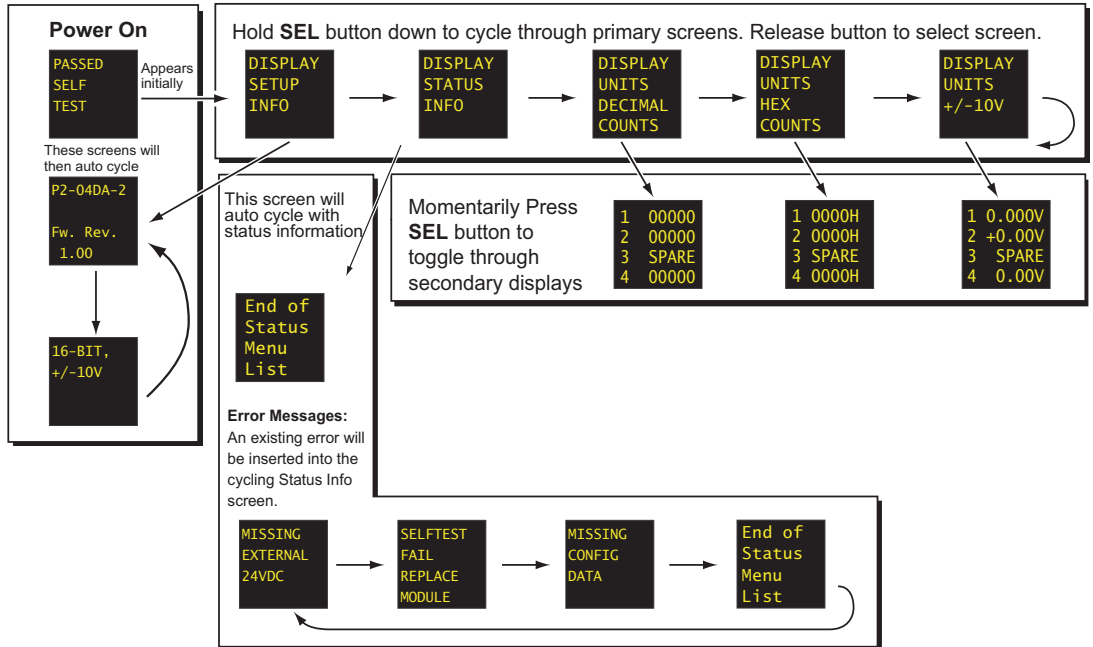 Power On
PASSED
SELF
TEST
Appears
initially
These screens will
then auto cycle
P2-04DA-2
Fw. Rev.
1.00
16-BIT,
+/-10V
Hold SEL button down to cycle through primary screens. Release button to select screen.
DISPLAY
SETUP
INFO
DISPLAY
STATUS
INFO
DISPLAY
UNITS
DECIMAL
COUNTS
DISPLAY
UNITS
HEX
COUNTS
DISPLAY
UNITS
+/-10V
Momentarily Press
SEL button to
toggle through
secondary displays
1 00000
2 00000
3 SPARE
4 00000
1 0000H
2 0000H
3 SPARE
4 0000H
1 0.000V
2 +0.00V
3 SPARE
4 0.00V
This screen will
auto cycle with
status information
End of
Status
Menu
List
Error Messages:
An existing error will
be inserted into the
cycling Status Info
screen.
MISSING
EXTERNAL
24VDC
SELFTEST
FAIL
REPLACE
MODULE
MISSING
CONFIG
DATA
End of
Status
Menu
List